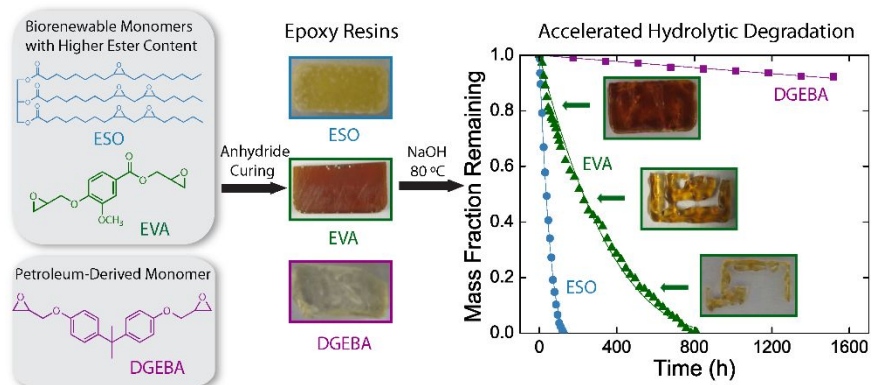 Biorenewable Monomers
with Higher Ester Content
O
O
O
O
O
O
O
O
O
O
O
ESO
O
O
O
O
O
OCH3
EVA
Petroleum-Derived Monomer
O
O
O
O
DGEBA
Anhydride
Curing
Epoxy Resins
ESO
EVA
DGEBA
NaOH
80 ºC
Accelerated Hydrolytic Degradation
Mass Fraction Remaining
1.0
0.8
0.6
0.4
0.2
0.0
DGEBA
EVA
ESO
0
400
800
1200
1600
Time (h)